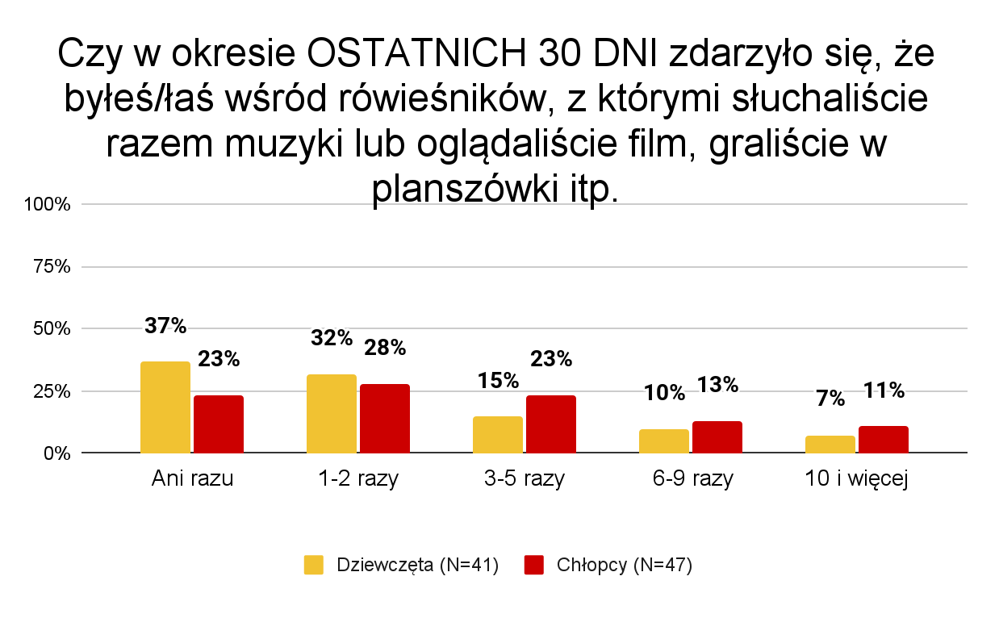 Czy w okresie OSTATNICH 30 DNI zdarzyło się, że
byłeś/łaś wśród rówieśników, z którymi słuchaliście
razem muzyki lub oglądaliście film, graliście w
planszówki itp.
100%
75%
50%
25%
0%
37%
23%
32%
28%
15%
23%
10%
13%
7%
11%
Ani razu
1-2 razy
3-5 razy
6-9 razy
10 i więcej
Dziewczęta (N=41)
Chłopcy (N=47)